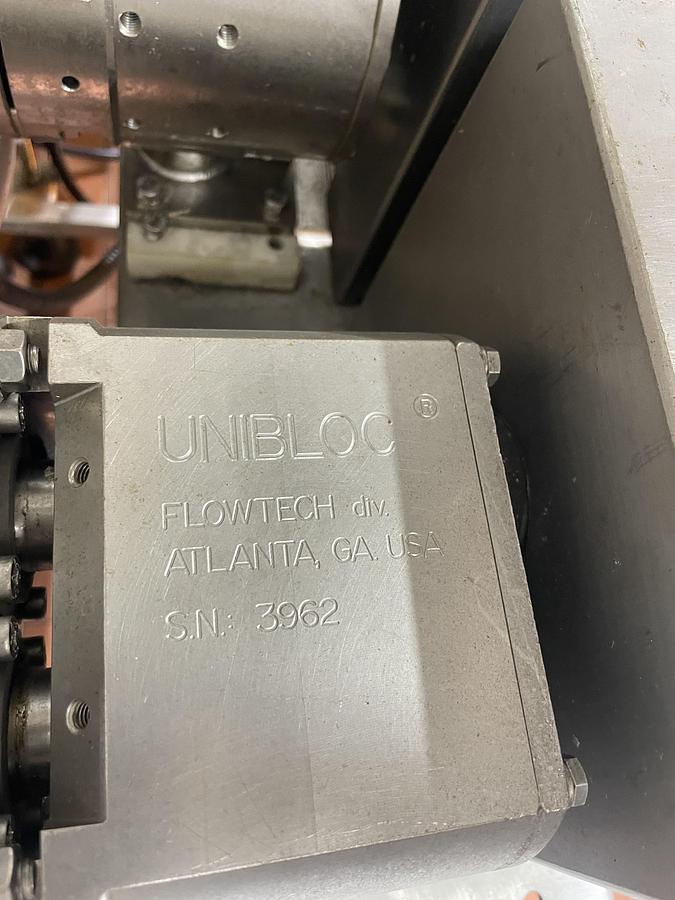 UNIBLOC ®
FLOWTECH div.
ATLANTA, GA. USA
S.N.: 3962